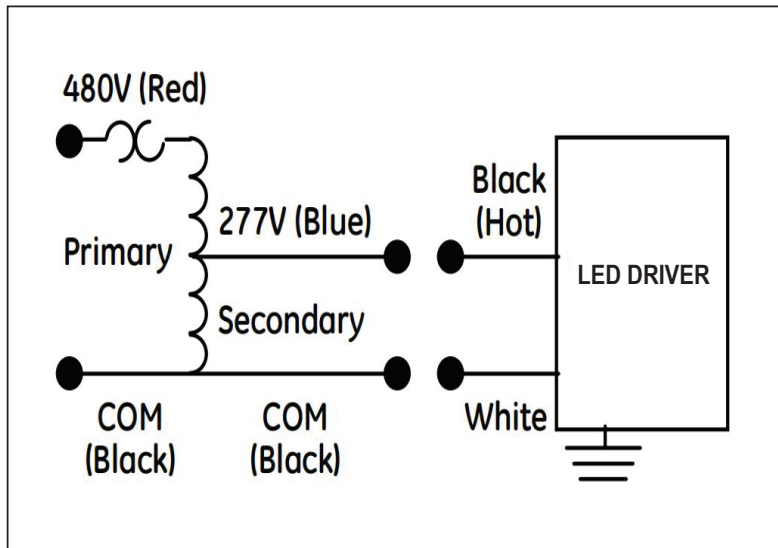 480V (Red)
Primary
277V (Blue)
Secondary
COM
(Black)
COM
(Black)
Black
(Hot)
White
LED DRIVER